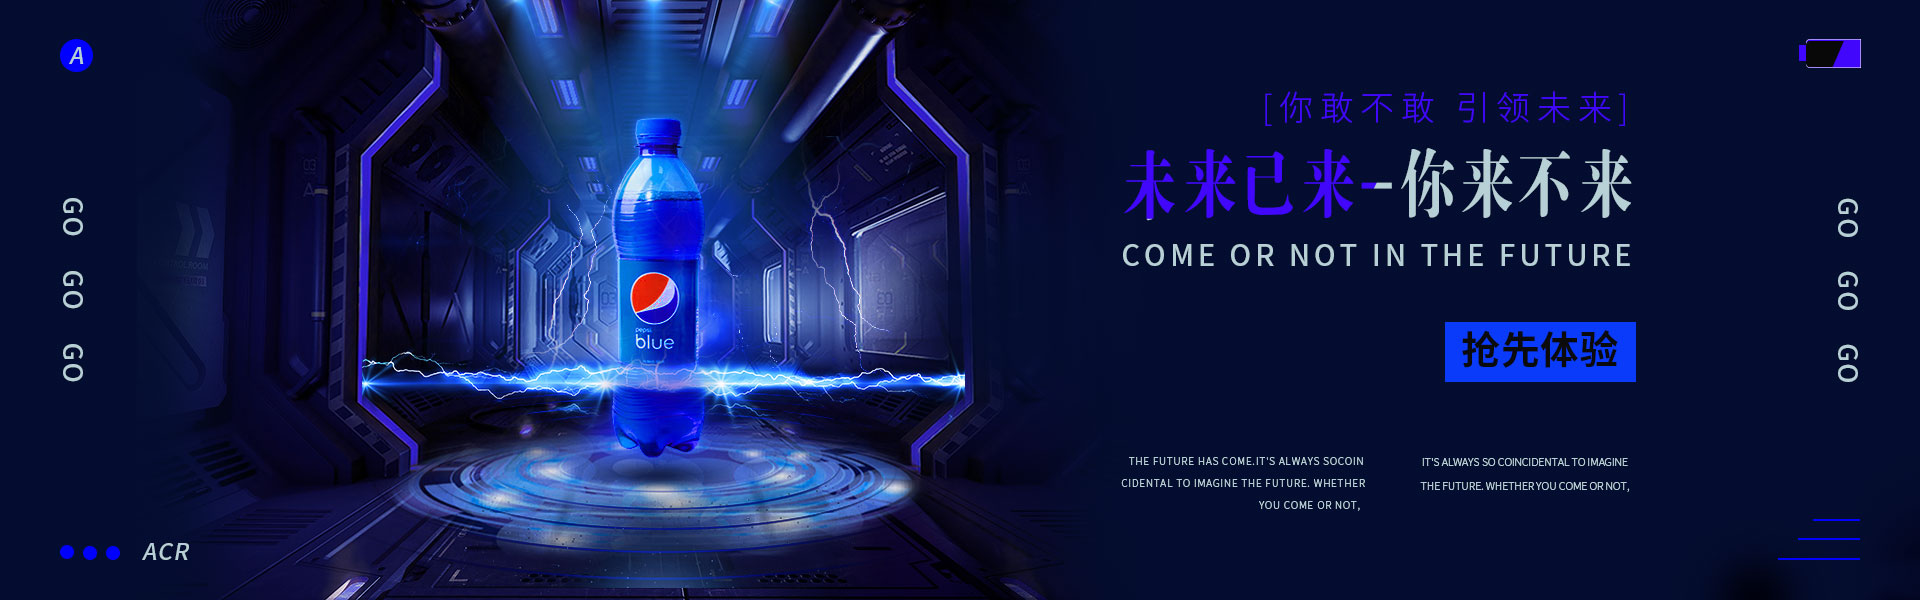 A
GO GO GO
ACR
pepsi
blue
[你敢不敢 引领未来]
未来已来-你来不来
COME OR NOT IN THE FUTURE
抢先体验
THE FUTURE HAS COME.IT'S ALWAYS SOCOIN
CIDENTAL TO IMAGINE THE FUTURE. WHETHER
YOU COME OR NOT,
IT'S ALWAYS SO COINCIDENTAL TO IMAGINE
THE FUTURE. WHETHER YOU COME OR NOT,
GO GO GO